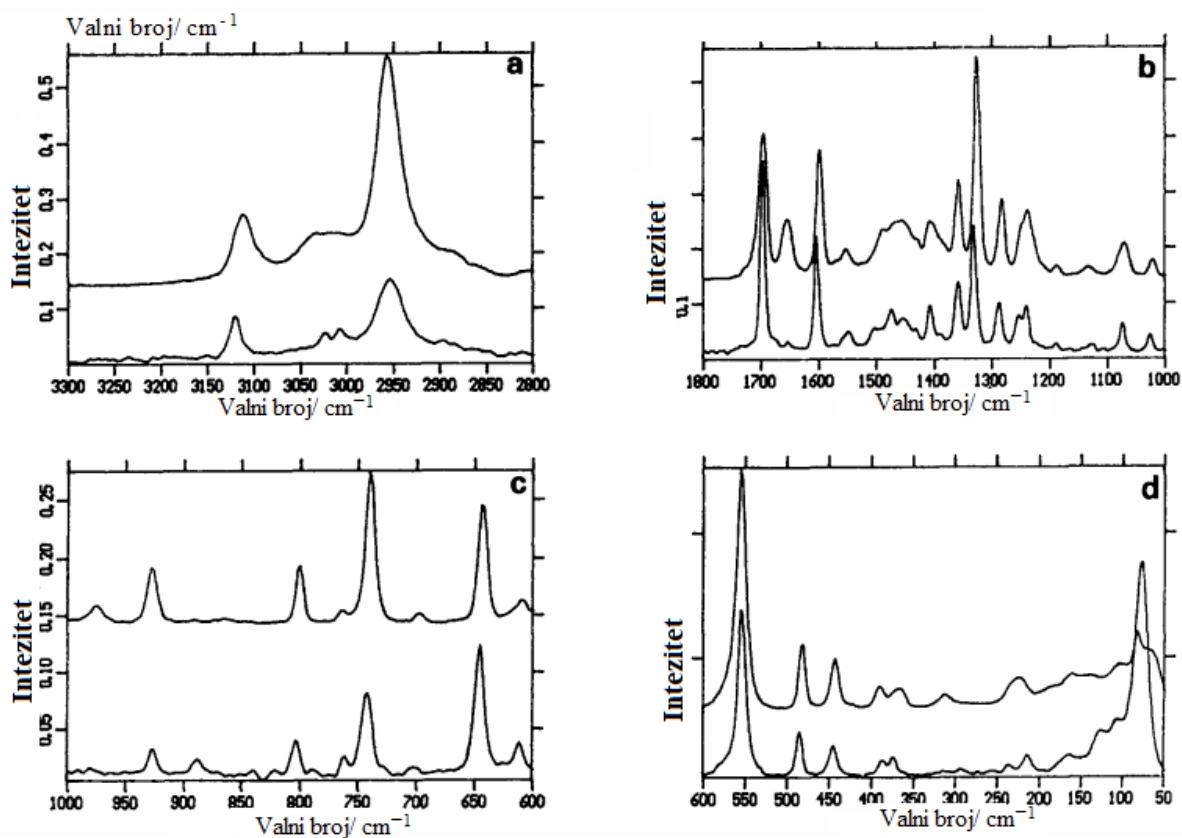 Valni broj/ cm-1
a
Intezitet
0,5
0,4
0,3
0,2
0,1
3300 3250 3200 3150 3100 3050 3000 2950 2900 2850 2800
Valni broj/ cm−1
b
Intezitet
0,1
1800 1700 1600 1500 1400 1300 1200 1100 1000
Valni broj/ cm−1
c
Intezitet
0,25
0,20
0,15
0,10
0,05
1000 950 900 850 800 750 700 650 600
Valni broj/ cm−1
d
Intezitet
600 550 500 450 400 350 300 250 200 150 100 50
Valni broj/ cm−1